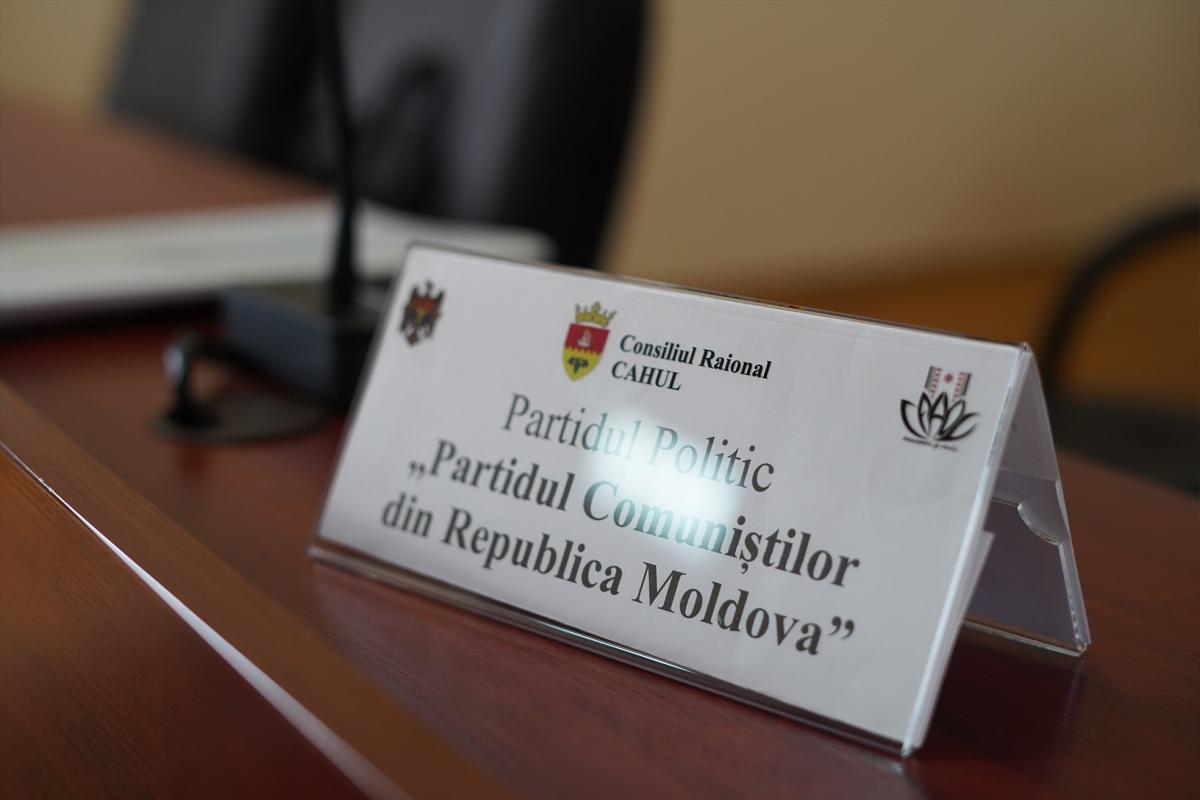 Consiliul Raional
CAHUL
Partidul Politic
„Partidul Comuniștilor
din Republica Moldova”